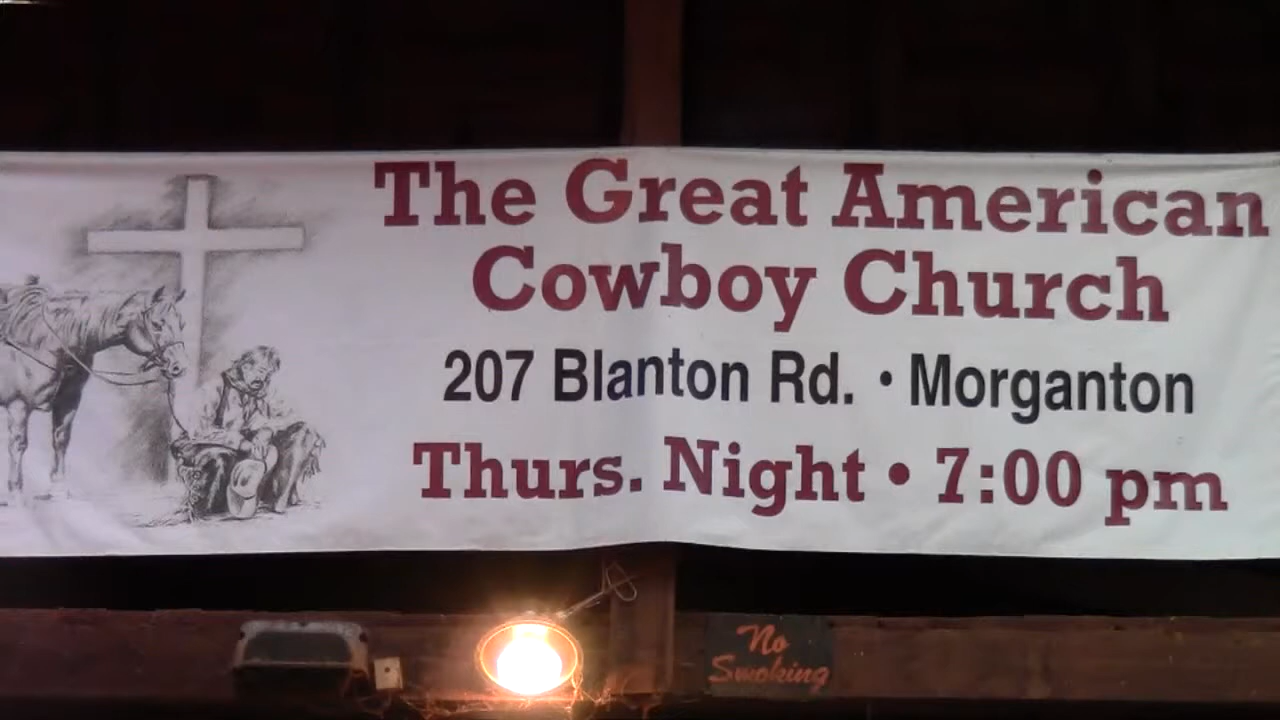 The Great American
Cowboy Church
207 Blanton Rd. • Morganton
Thurs. Night • 7:00 pm
No
Smoking